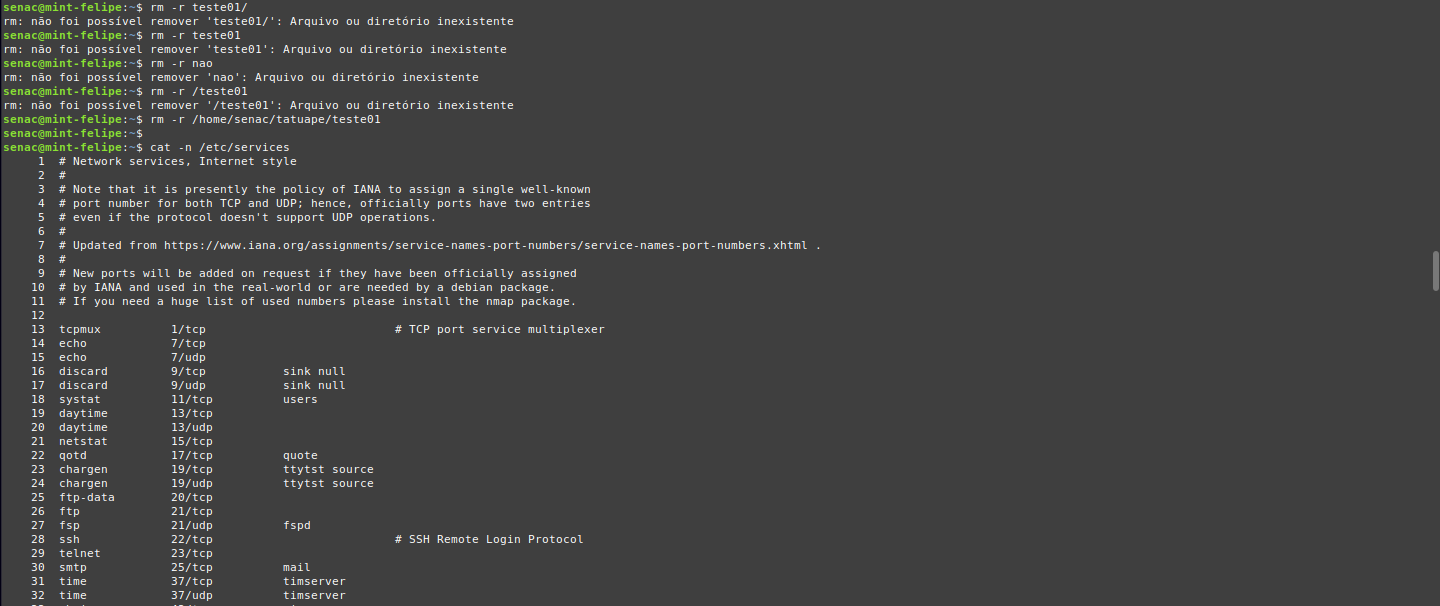 senac@mint-felipe:~$ rm -r teste01/
rm: não foi possível remover 'teste01/': Arquivo ou diretório inexistente
senac@mint-felipe:~$ rm -r teste01
rm: não foi possível remover 'teste01': Arquivo ou diretório inexistente
senac@mint-felipe:~$ rm -r nao
rm: não foi possível remover 'nao': Arquivo ou diretório inexistente
senac@mint-felipe:~$ rm -r /teste01
rm: não foi possível remover '/teste01': Arquivo ou diretório inexistente
senac@mint-felipe:~$ rm -r /home/senac/tatuape/teste01
senac@mint-felipe:~$
senac@mint-felipe:~$ cat -n /etc/services
1 # Network services, Internet style
2 #
3 # Note that it is presently the policy of IANA to assign a single well-known
4 # port number for both TCP and UDP; hence, officially ports have two entries
5 # even if the protocol doesn't support UDP operations.
6 #
7 # Updated from https://www.iana.org/assignments/service-names-port-numbers/service-names-port-numbers.xhtml .
8 #
9 # New ports will be added on request if they have been officially assigned
10 # by IANA and used in the real-world or are needed by a debian package.
11 # If you need a huge list of used numbers please install the nmap package.
12
13 tcpmux 1/tcp # TCP port service multiplexer
14 echo 7/tcp
15 echo 7/udp
16 discard 9/tcp sink null
17 discard 9/udp sink null
18 systat 11/tcp users
19 daytime 13/tcp
20 daytime 13/udp
21 netstat 15/tcp
22 qotd 17/tcp quote
23 chargen 19/tcp ttytst source
24 chargen 19/udp ttytst source
25 ftp-data 20/tcp
26 ftp 21/tcp
27 fsp 21/udp fspd
28 ssh 22/tcp # SSH Remote Login Protocol
29 telnet 23/tcp
30 smtp 25/tcp mail
31 time 37/tcp timserver
32 time 37/udp timserver